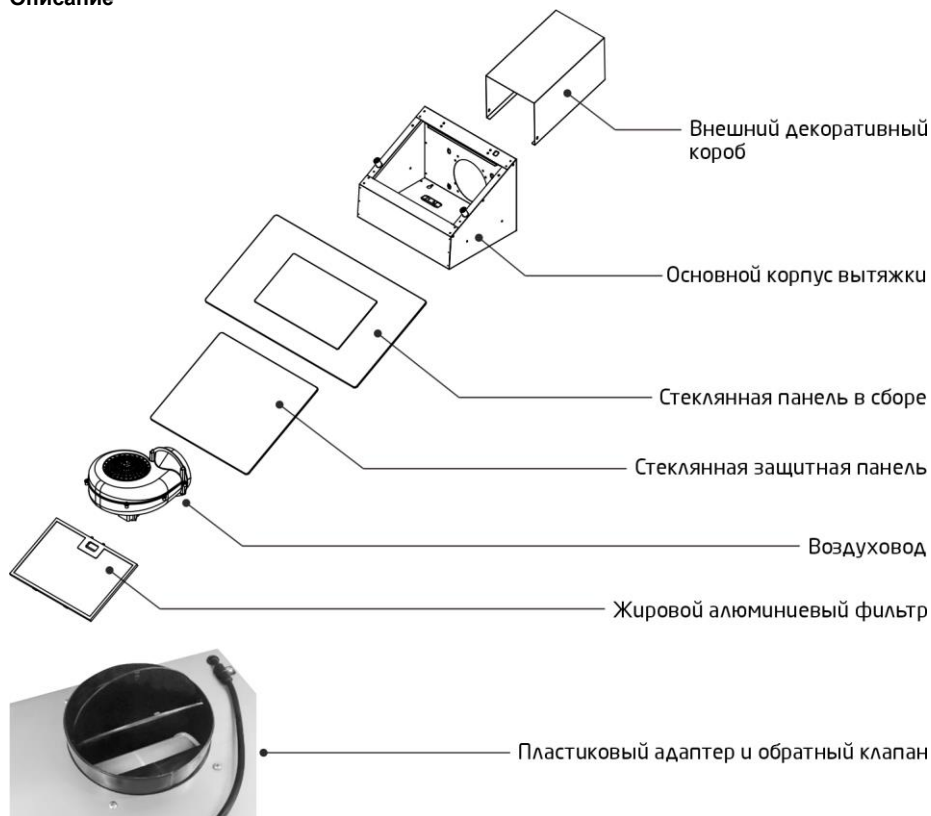 Описание
Внешний декоративный
короб
Основной корпус вытяжки
Стеклянная панель в сборе
Стеклянная защитная панель
Воздуховод
Жировой алюминиевый фильтр
Пластиковый адаптер и обратный клапан